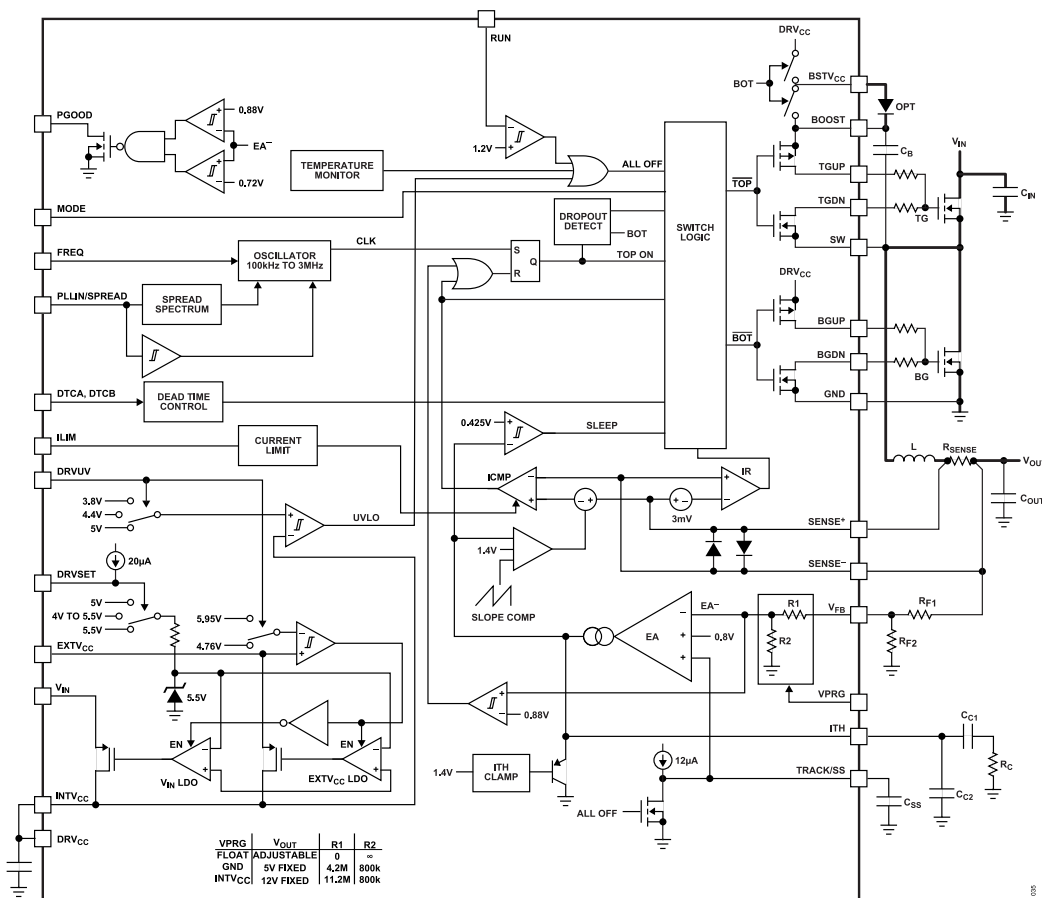 RUN
DRVCC
BOT
BSTVCC
OPT
BOOST
VIN
CB
CIN
TGUP
TGDN
TG
SW
TOP
PGOOD
0.88V
EA–
0.72V
1.2V
TEMPERATURE
MONITOR
ALL OFF
MODE
DROPOUT
DETECT
BOT
SWITCH
LOGIC
FREQ
OSCILLATOR
100kHz TO 3MHz
CLK
S
Q
R
TOP ON
PLLIN/SPREAD
SPREAD
SPECTRUM
DRVCC
BGUP
BGDN
BG
GND
BOT
DTCA, DTCB
DEAD TIME
CONTROL
0.425V
SLEEP
ILIM
CURRENT
LIMIT
ICMP
IR
3mV
L
RSENSE
VOUT
COUT
DRVUV
3.8V
4.4V
5V
UVLO
1.4V
SLOPE COMP
SENSE+
SENSE–
20µA
DRVSET
5V
4V TO 5.5V
5.5V
5.95V
4.76V
EXTVCC
5.5V
EA–
EA
0.8V
R1
R2
VFB
RF1
RF2
VPRG
0.88V
VIN
EN
VIN LDO
EN
EXTVCC LDO
ITH
CC1
RC
CC2
1.4V
ITH
CLAMP
12µA
TRACK/SS
CSS
ALL OFF
INTVCC
DRVCC
VPRG VOUT R1 R2
FLOAT ADJUSTABLE 0 ∞
GND 5V FIXED 4.2M 800k
INTVCC 12V FIXED 11.2M 800k
035